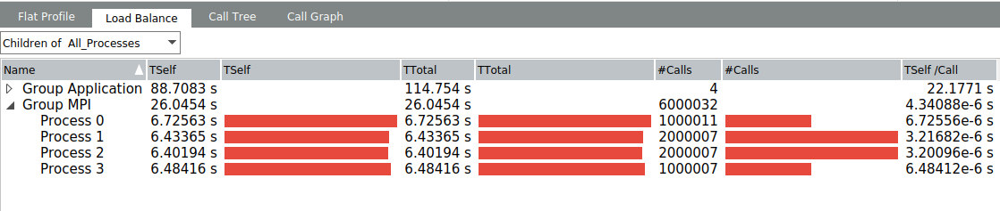 Flat Profile Load Balance Call Tree Call Graph
Children of All_Processes
Name TSelf TSelf TTotal TTotal #Calls #Calls TSelf /Call
Group Application 88.7083 s 114.754 s 4 22.1771 s
Group MPI 26.0454 s 26.0454 s 6000032 4.34088e-6 s
Process 0 6.72563 s 6.72563 s 1000011 6.72556e-6 s
Process 1 6.43365 s 6.43365 s 2000007 3.21682e-6 s
Process 2 6.40194 s 6.40194 s 2000007 3.20096e-6 s
Process 3 6.48416 s 6.48416 s 1000007 6.48412e-6 s